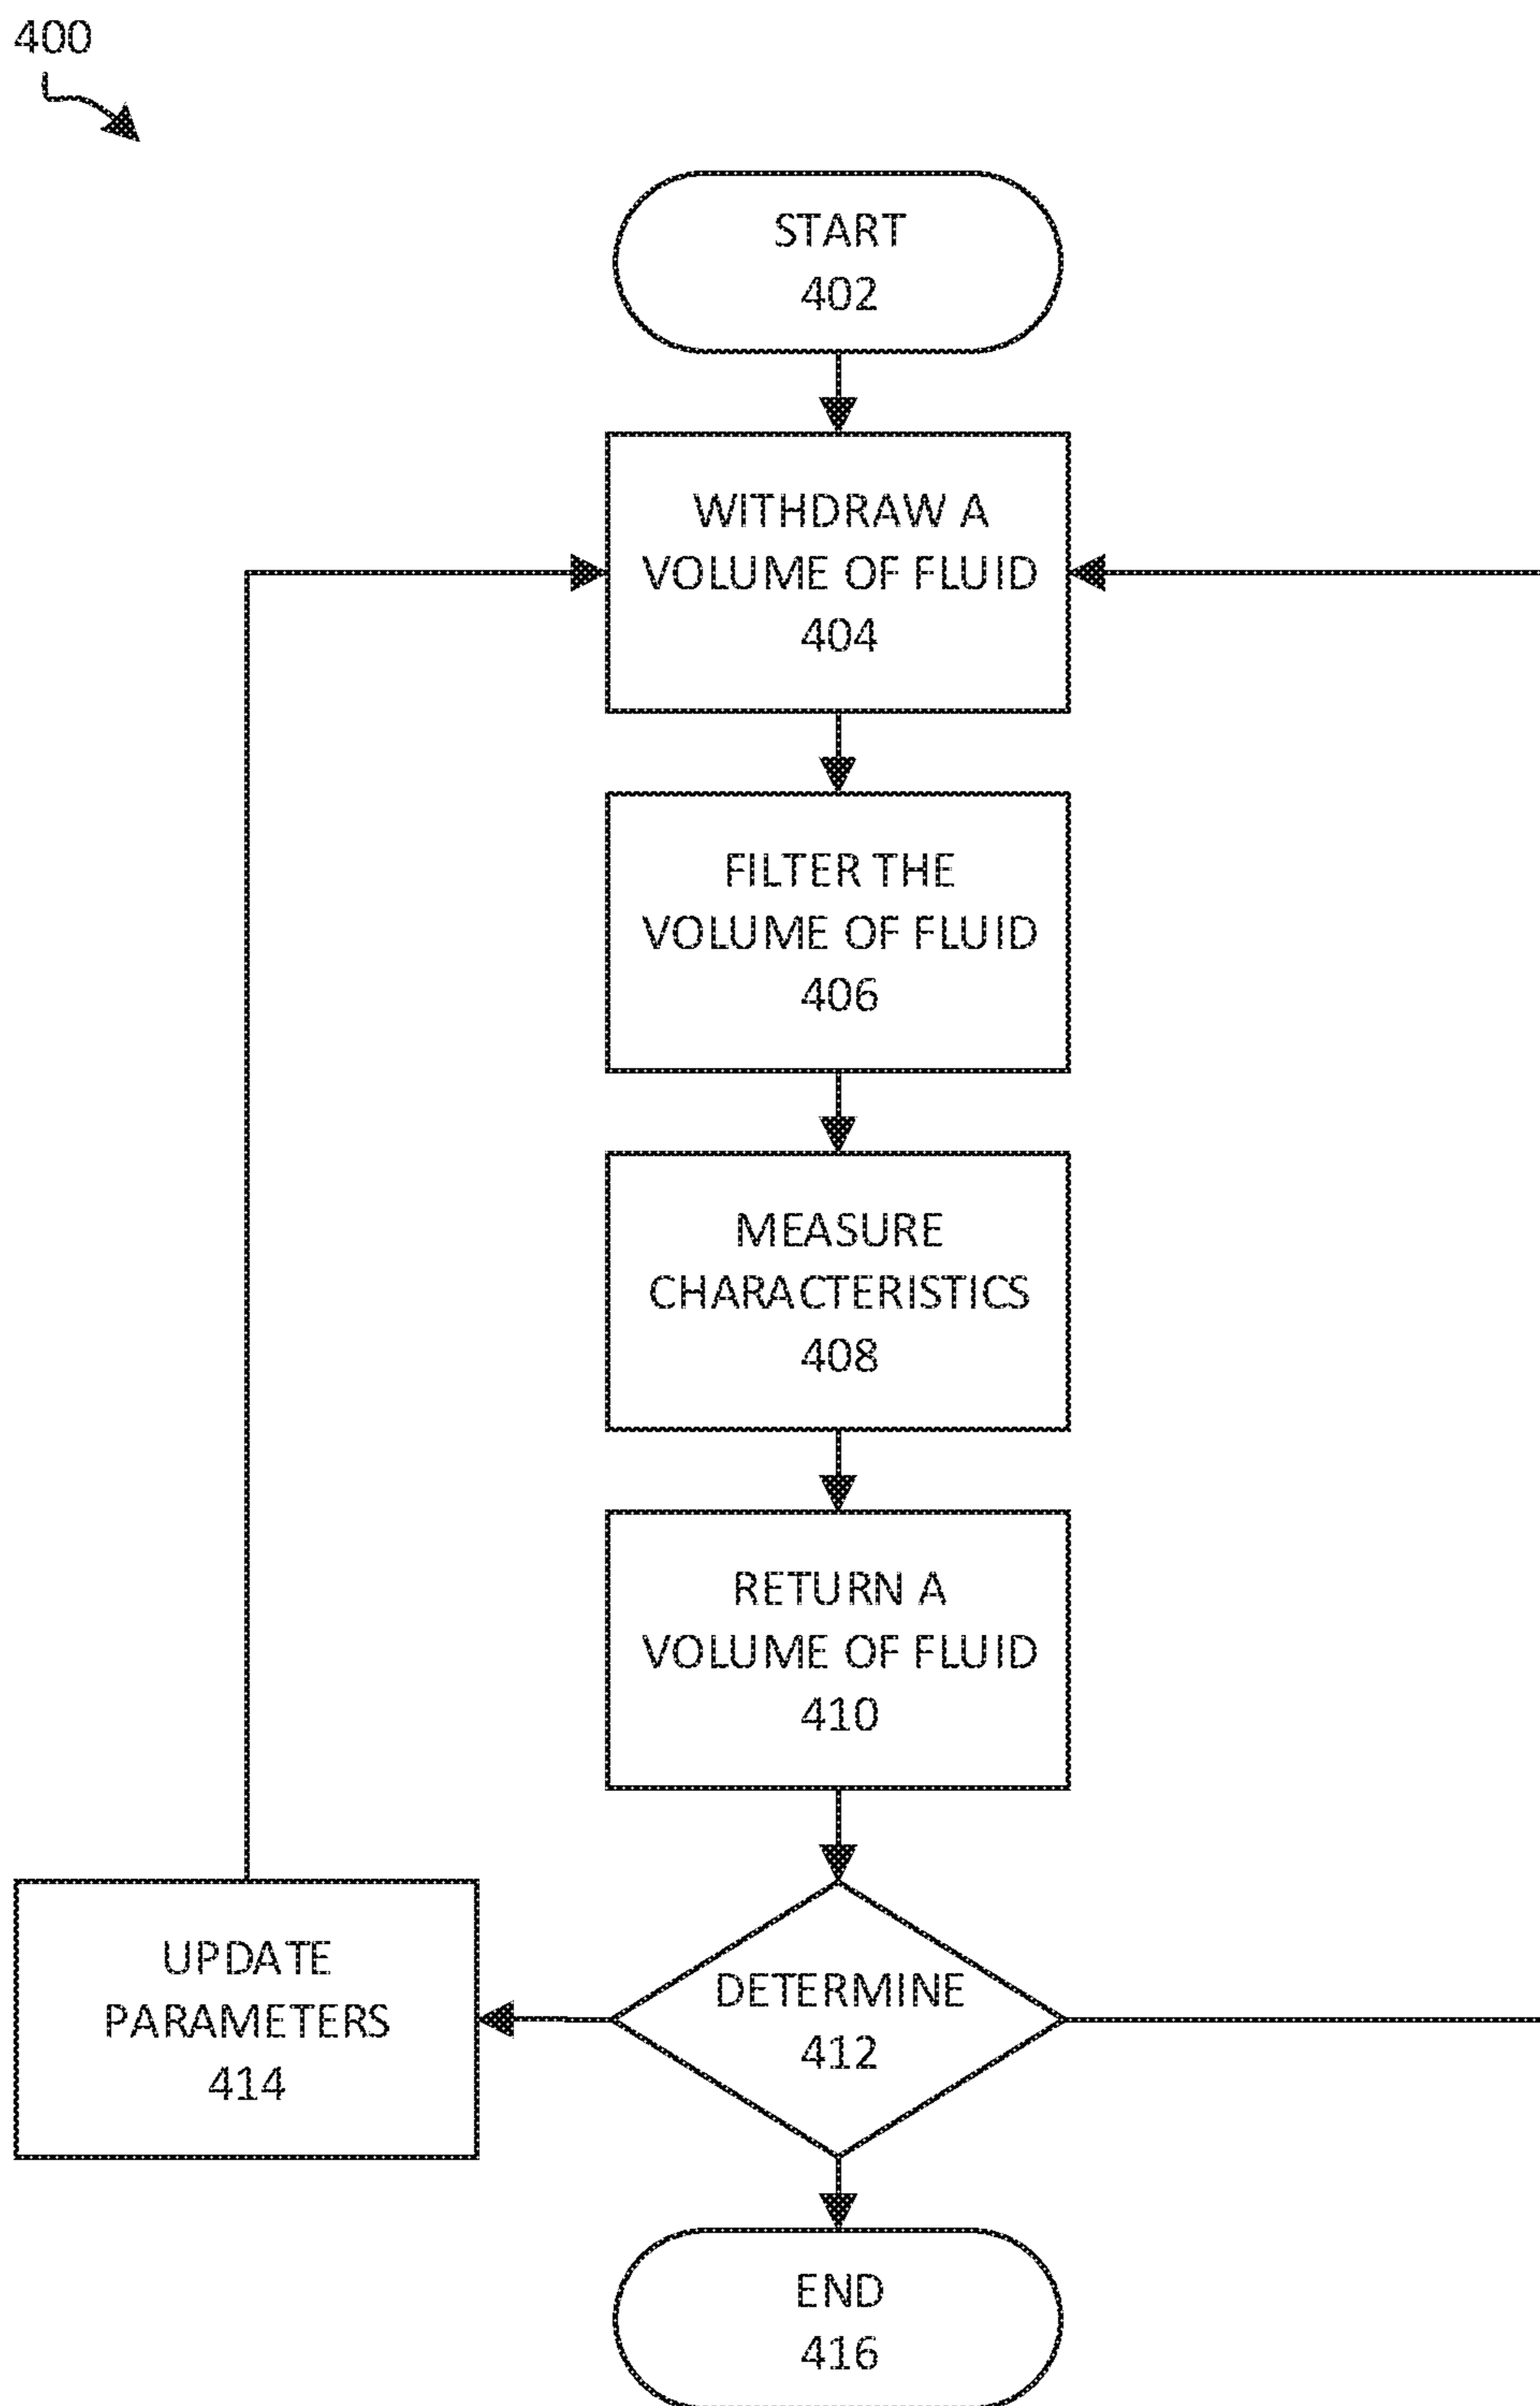 400
START
402
WITHDRAW A
VOLUME OF FLUID
404
FILTER THE
VOLUME OF FLUID
406
MEASURE
CHARACTERISTICS
408
RETURN A
VOLUME OF FLUID
410
UPDATE
PARAMETERS
414
DETERMINE
412
END
416